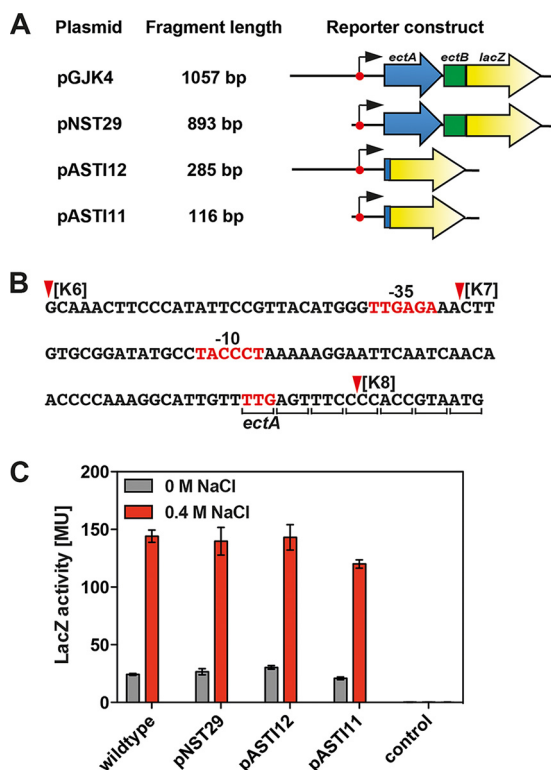 A
Plasmid Fragment length Reporter construct
ectA ectB lacZ
pGJK4 1057 bp
pNST29 893 bp
pASTI12 285 bp
pASTI11 116 bp
B
[K6] -35 [K7]
GCAAACTTCCCATATTCCGTTACATGGGTTGAGAAACTT
-10
GTGCGGATATGCCTACCCTAAAAAGGAATTCAATCAACA
[K8]
ACCCCAAAGGCATTGTTTTGAGTTTCCCCACCGTAATG
ectA
C
LacZ activity [MU]
200
150
100
50
0
0 M NaCl
0.4 M NaCl
wildtype pNST29 pASTI12 pASTI11 control